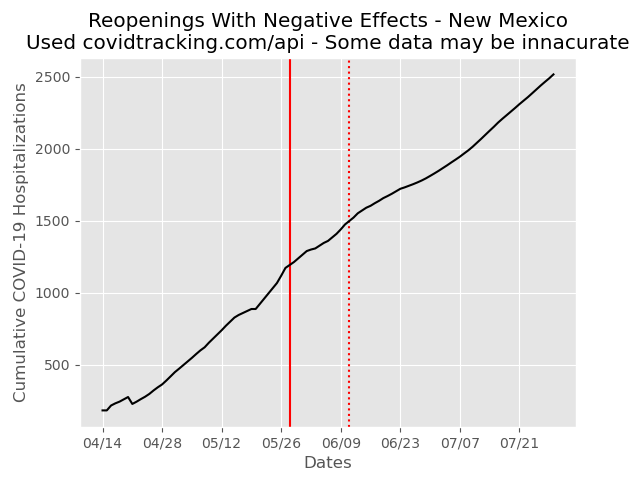 Reopenings With Negative Effects - New Mexico
Used covidtracking.com/api - Some data may be innacurate
Cumulative COVID-19 Hospitalizations
2500
2000
1500
1000
500
04/14 04/28 05/12 05/26 06/09 06/23 07/07 07/21
Dates